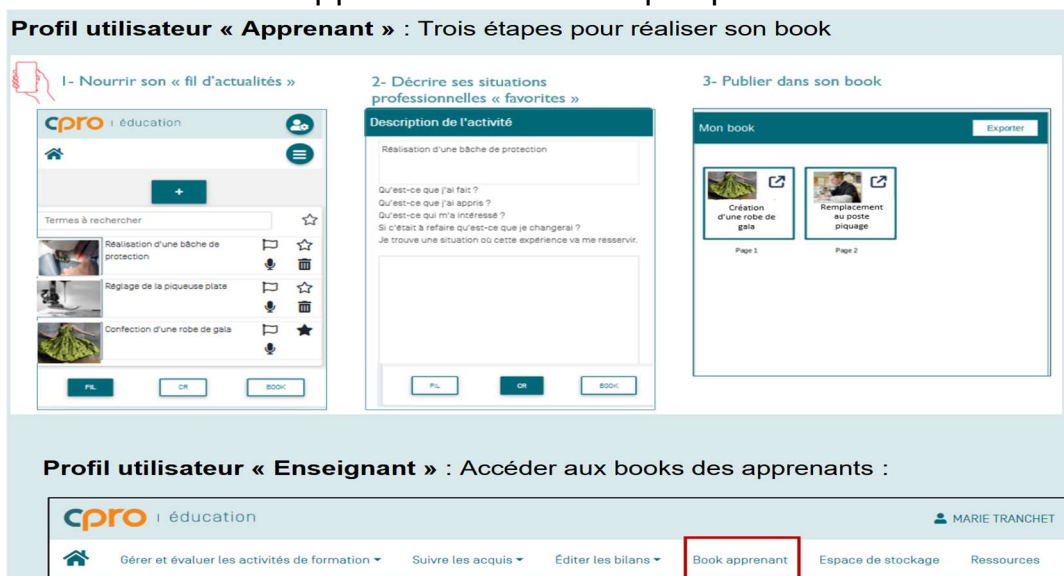 Profil utilisateur « Apprenant » : Trois étapes pour réaliser son book
1- Nourrir son « fil d'actualités »
cpro | éducation
+
Termes à rechercher
Réalisation d'une bâche de
protection
Réglage de la piqueuse plate
Confection d'une robe de gala
FIL
CR
BOOK
2- Décrire ses situations
professionnelles « favorites »
Description de l'activité
Réalisation d'une bâche de protection
Qu'est-ce que j'ai fait ?
Qu'est-ce que j'ai appris ?
Qu'est-ce qui m'a intéressé ?
Si c'était à refaire qu'est-ce que je changerai ?
Je trouve une situation où cette expérience va me resservir.
FIL
CR
BOOK
3- Publier dans son book
Mon book
Exporter
Création
d'une robe de
gala
Page 1
Remplacement
au poste
piquage
Page 2
Profil utilisateur « Enseignant » : Accéder aux books des apprenants :
cpro | éducation
MARIE TRANCHET
Gérer et évaluer les activités de formation
Suivre les acquis
Éditer les bilans
Book apprenant
Espace de stockage
Ressources